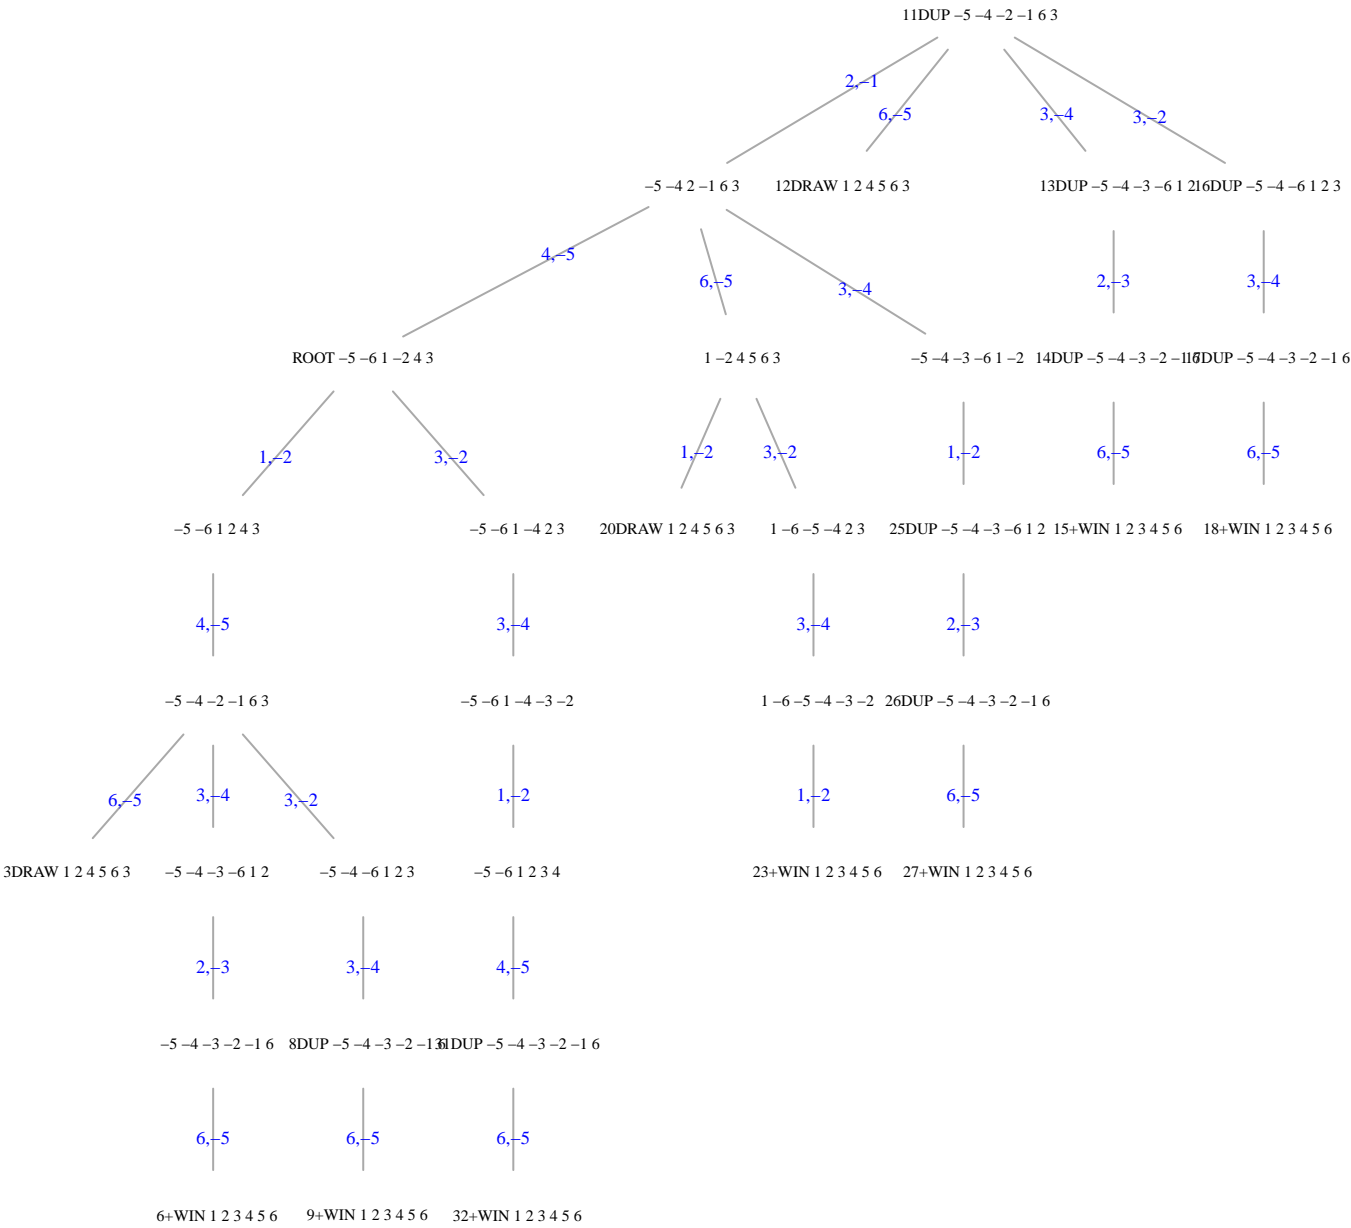 11DUP –5 –4 –2 –1 6 3
2,–1
6,–5
3,–4
3,–2
–5 –4 2 –1 6 3
12DRAW 1 2 4 5 6 3
13DUP –5 –4 –3 –6 1 2
16DUP –5 –4 –6 1 2 3
4,–5
6,–5
3,–4
2,–3
3,–4
ROOT –5 –6 1 –2 4 3
1 –2 4 5 6 3
–5 –4 –3 –6 1 –2
14DUP –5 –4 –3 –2 –1 6
17DUP –5 –4 –3 –2 –1 6
1,–2
3,–2
1,–2
3,–2
1,–2
6,–5
6,–5
–5 –6 1 2 4 3
–5 –6 1 –4 2 3
20DRAW 1 2 4 5 6 3
1 –6 –5 –4 2 3
25DUP –5 –4 –3 –6 1 2
15+WIN 1 2 3 4 5 6
18+WIN 1 2 3 4 5 6
4,–5
3,–4
3,–4
2,–3
–5 –4 –2 –1 6 3
–5 –6 1 –4 –3 –2
1 –6 –5 –4 –3 –2
26DUP –5 –4 –3 –2 –1 6
6,–5
3,–4
3,–2
1,–2
1,–2
6,–5
3DRAW 1 2 4 5 6 3
–5 –4 –3 –6 1 2
–5 –4 –6 1 2 3
–5 –6 1 2 3 4
23+WIN 1 2 3 4 5 6
27+WIN 1 2 3 4 5 6
2,–3
3,–4
4,–5
–5 –4 –3 –2 –1 6
8DUP –5 –4 –3 –2 –1 6
31DUP –5 –4 –3 –2 –1 6
6,–5
6,–5
6,–5
6+WIN 1 2 3 4 5 6
9+WIN 1 2 3 4 5 6
32+WIN 1 2 3 4 5 6